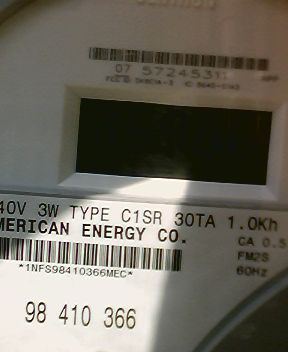 07 5724531
40V 3W TYPE C1SR 30TA 1.0Kh
MERICAN ENERGY CO.
CA 0.5
*1NFS98410366MEC*
FM2S
60Hz
98 410 366